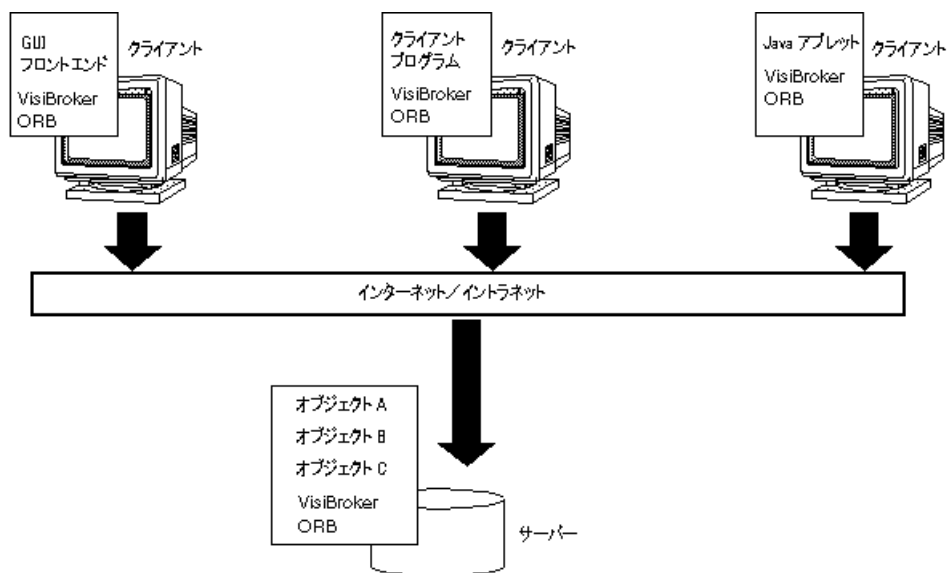 GUI
フロントエンド
VisiBroker
ORB
クライアント
クライアント
プログラム
VisiBroker
ORB
クライアント
Java アプレット
VisiBroker
ORB
クライアント
インターネット/イントラネット
オブジェクト A
オブジェクト B
オブジェクト C
VisiBroker
ORB
サーバー